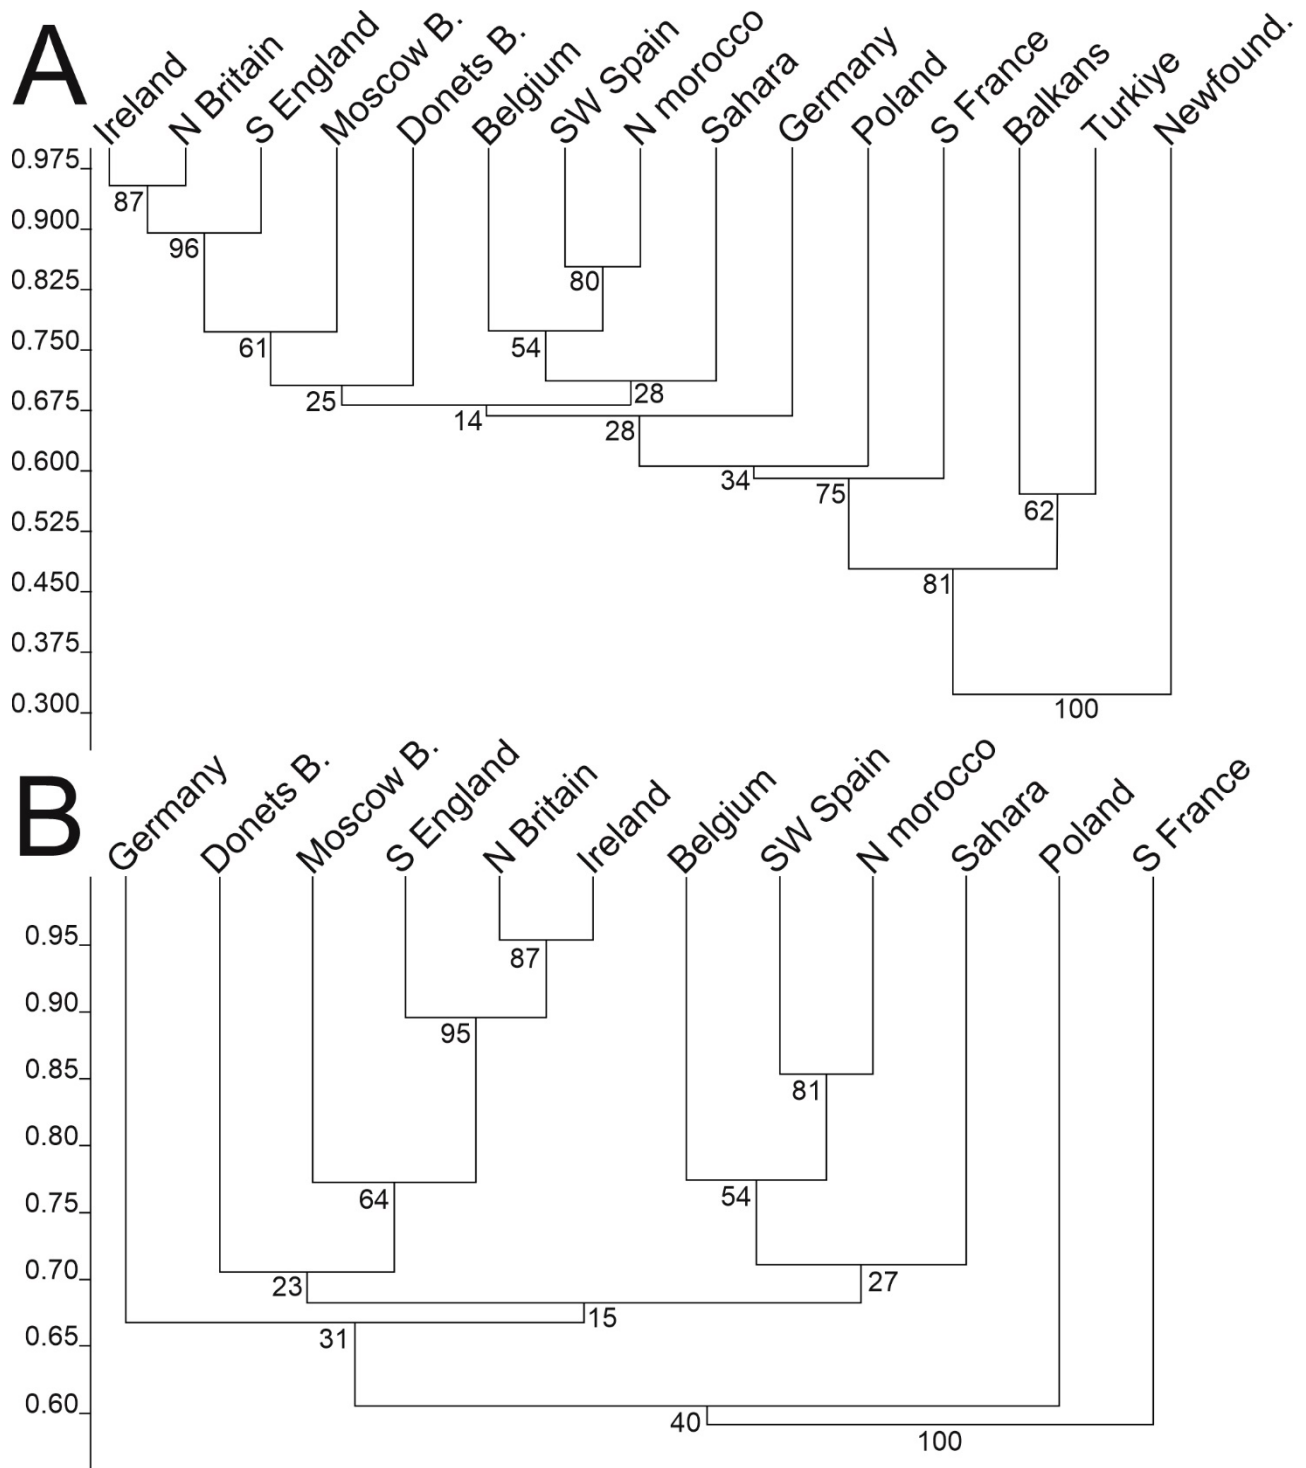 A
Ireland
N Britain
S England
Moscow B.
Donets B.
Belgium
SW Spain
N morocco
Sahara
Germany
Poland
S France
Balkans
Turkiye
Newfound.
0.975
0.900
0.825
0.750
0.675
0.600
0.525
0.450
0.375
0.300
87
96
80
61
54
25
28
14
28
34
75
62
81
100
B
Germany
Donets B.
Moscow B.
S England
N Britain
Ireland
Belgium
SW Spain
N morocco
Sahara
Poland
S France
0.95
0.90
0.85
0.80
0.75
0.70
0.65
0.60
87
95
81
64
54
23
27
15
31
40
100